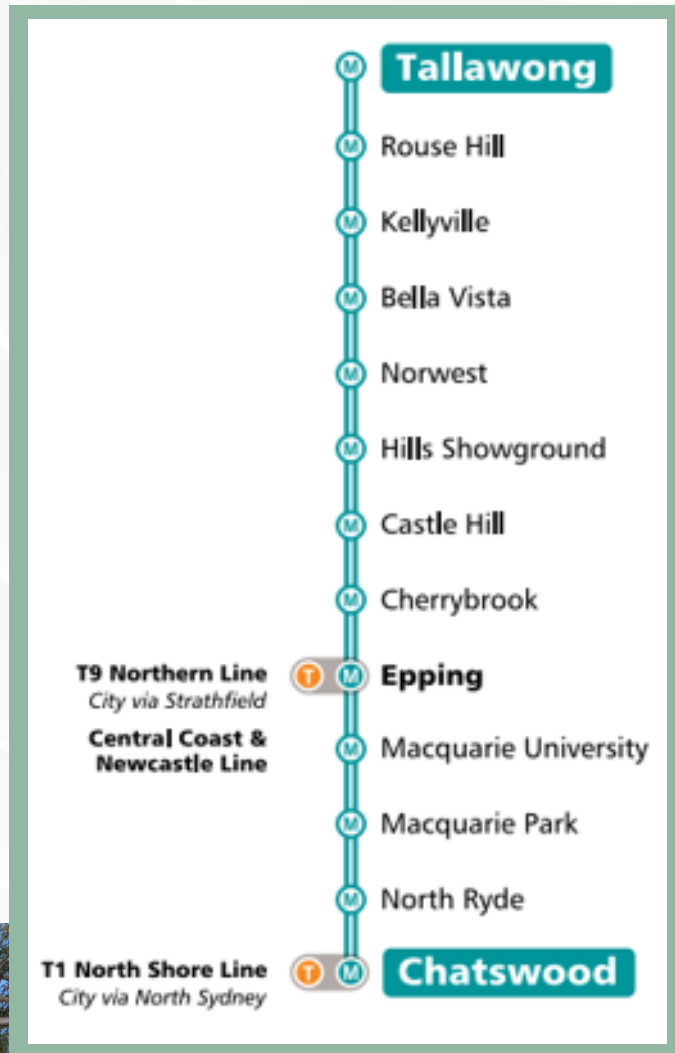 M Tallawong
M Rouse Hill
M Kellyville
M Bella Vista
M Norwest
M Hills Showground
M Castle Hill
M Cherrybrook
T9 Northern Line T M Epping
City via Strathfield
Central Coast &
Newcastle Line
M Macquarie University
M Macquarie Park
M North Ryde
T1 North Shore Line T M Chatswood
City via North Sydney